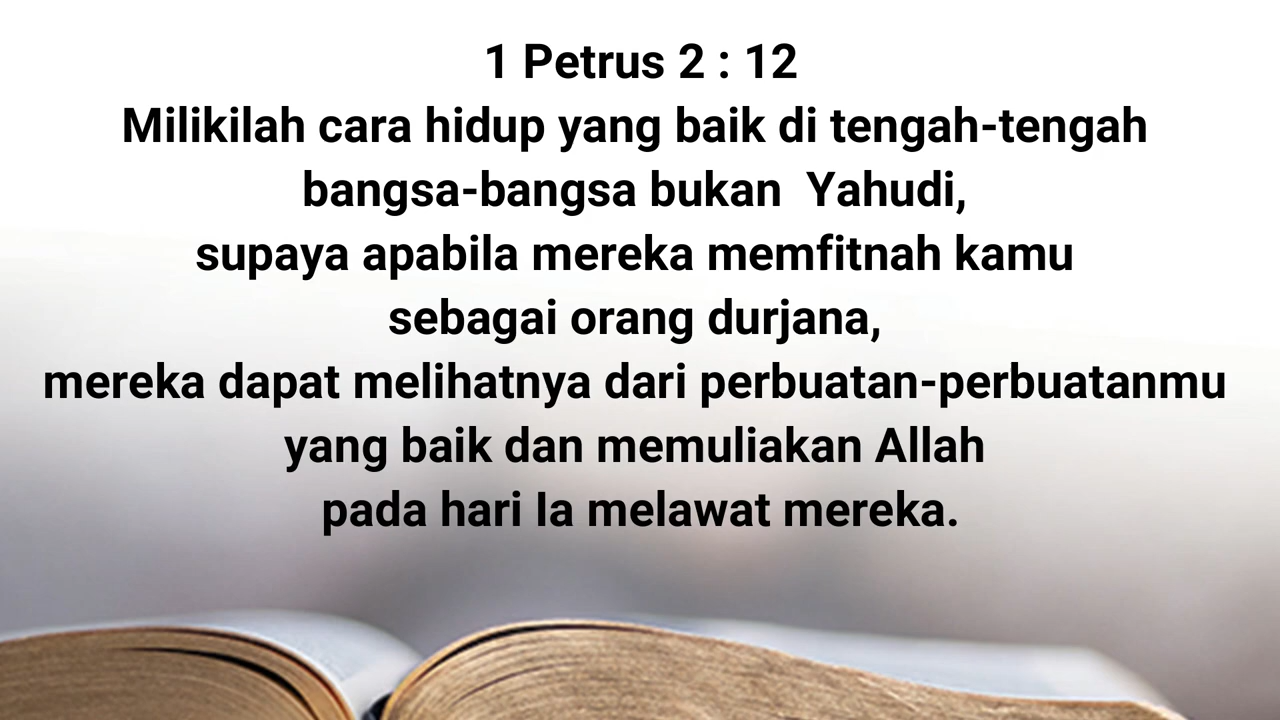 1 Petrus 2 : 12
Milikilah cara hidup yang baik di tengah-tengah
bangsa-bangsa bukan  Yahudi,
supaya apabila mereka memfitnah kamu
sebagai orang durjana,
mereka dapat melihatnya dari perbuatan-perbuatanmu
yang baik dan memuliakan Allah
pada hari Ia melawat mereka.